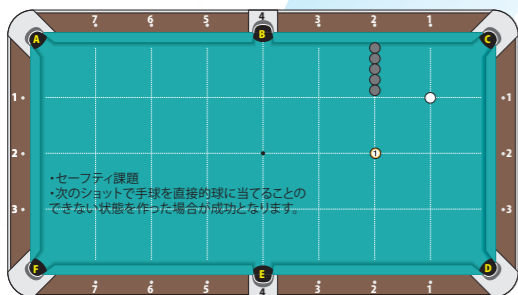 7 6 5 4 3 2 1
A B C
1 1
2 1 2
・セーフティ課題
・次のショットで手球を直接的球に当てることの
できない状態を作った場合が成功となります。
3 3
F E D
7 6 5 4 3 2 1